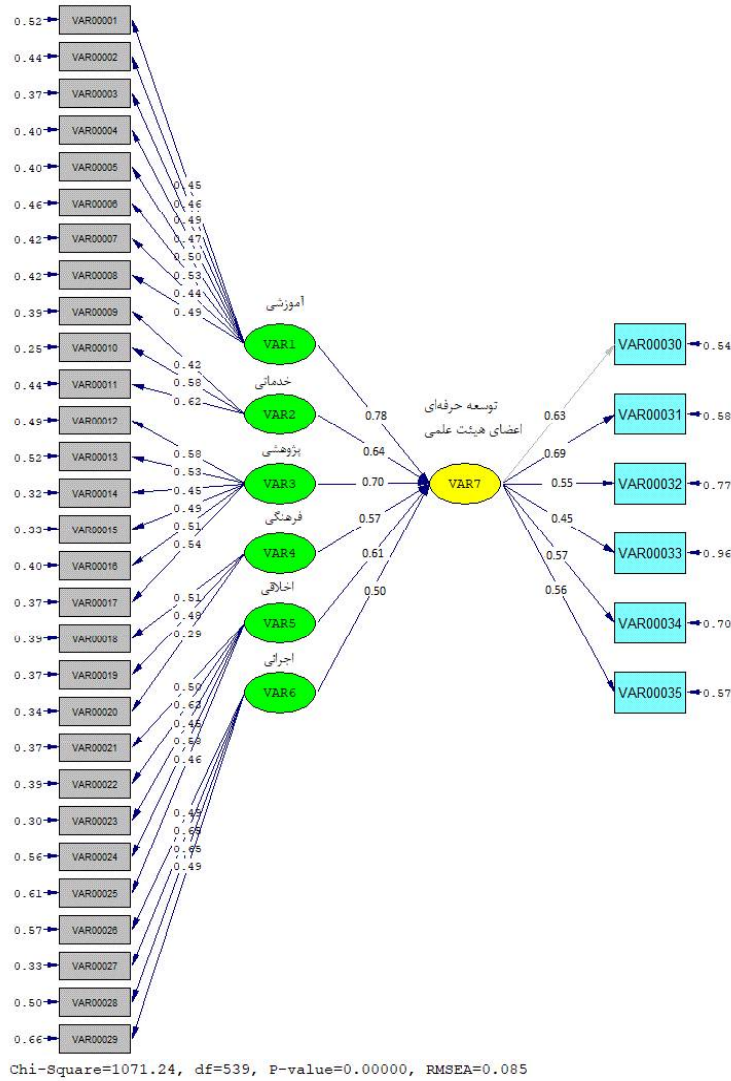 0.52 VAR00001
0.44 VAR00002
0.37 VAR00003
0.40 VAR00004
0.40 VAR00005
0.46 VAR00006
0.42 VAR00007
0.42 VAR00008
0.39 VAR00009
0.25 VAR00010
0.44 VAR00011
0.49 VAR00012
0.52 VAR00013
0.32 VAR00014
0.33 VAR00015
0.40 VAR00016
0.37 VAR00017
0.39 VAR00018
0.37 VAR00019
0.34 VAR00020
0.37 VAR00021
0.39 VAR00022
0.30 VAR00023
0.56 VAR00024
0.61 VAR00025
0.57 VAR00026
0.33 VAR00027
0.50 VAR00028
0.66 VAR00029
0.45
0.46
0.49
0.47
0.50
0.53
0.44
0.49
0.42
0.58
0.62
0.58
0.53
0.45
0.49
0.51
0.54
0.51
0.48
0.29
0.50
0.63
0.45
0.46
0.49
0.65
0.49
آموزشی
VAR1
خدماتی
VAR2
پژوهشی
VAR3
فرهنگی
VAR4
اخلاقی
VAR5
اجرائی
VAR6
0.78
0.64
0.70
0.57
0.61
0.50
توسعه حرفه‌ای
اعضای هیئت علمی
VAR7
0.63
0.69
0.55
0.45
0.57
0.56
VAR00030 0.54
VAR00031 0.58
VAR00032 0.77
VAR00033 0.96
VAR00034 0.70
VAR00035 0.57
Chi-Square=1071.24, df=539, P-value=0.00000, RMSEA=0.085